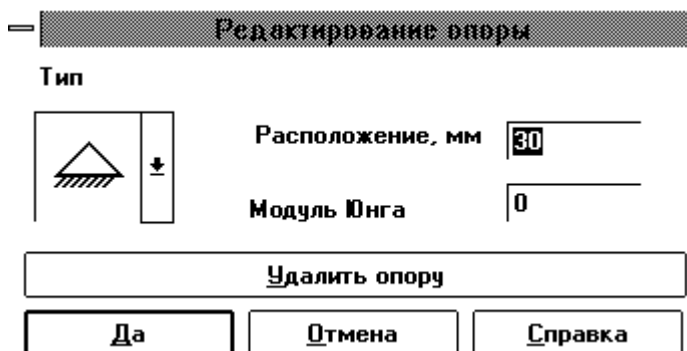 Редактирование опоры
Тип
Расположение, мм 30
Модуль Юнга 0
Удалить опору
Да Отмена Справка